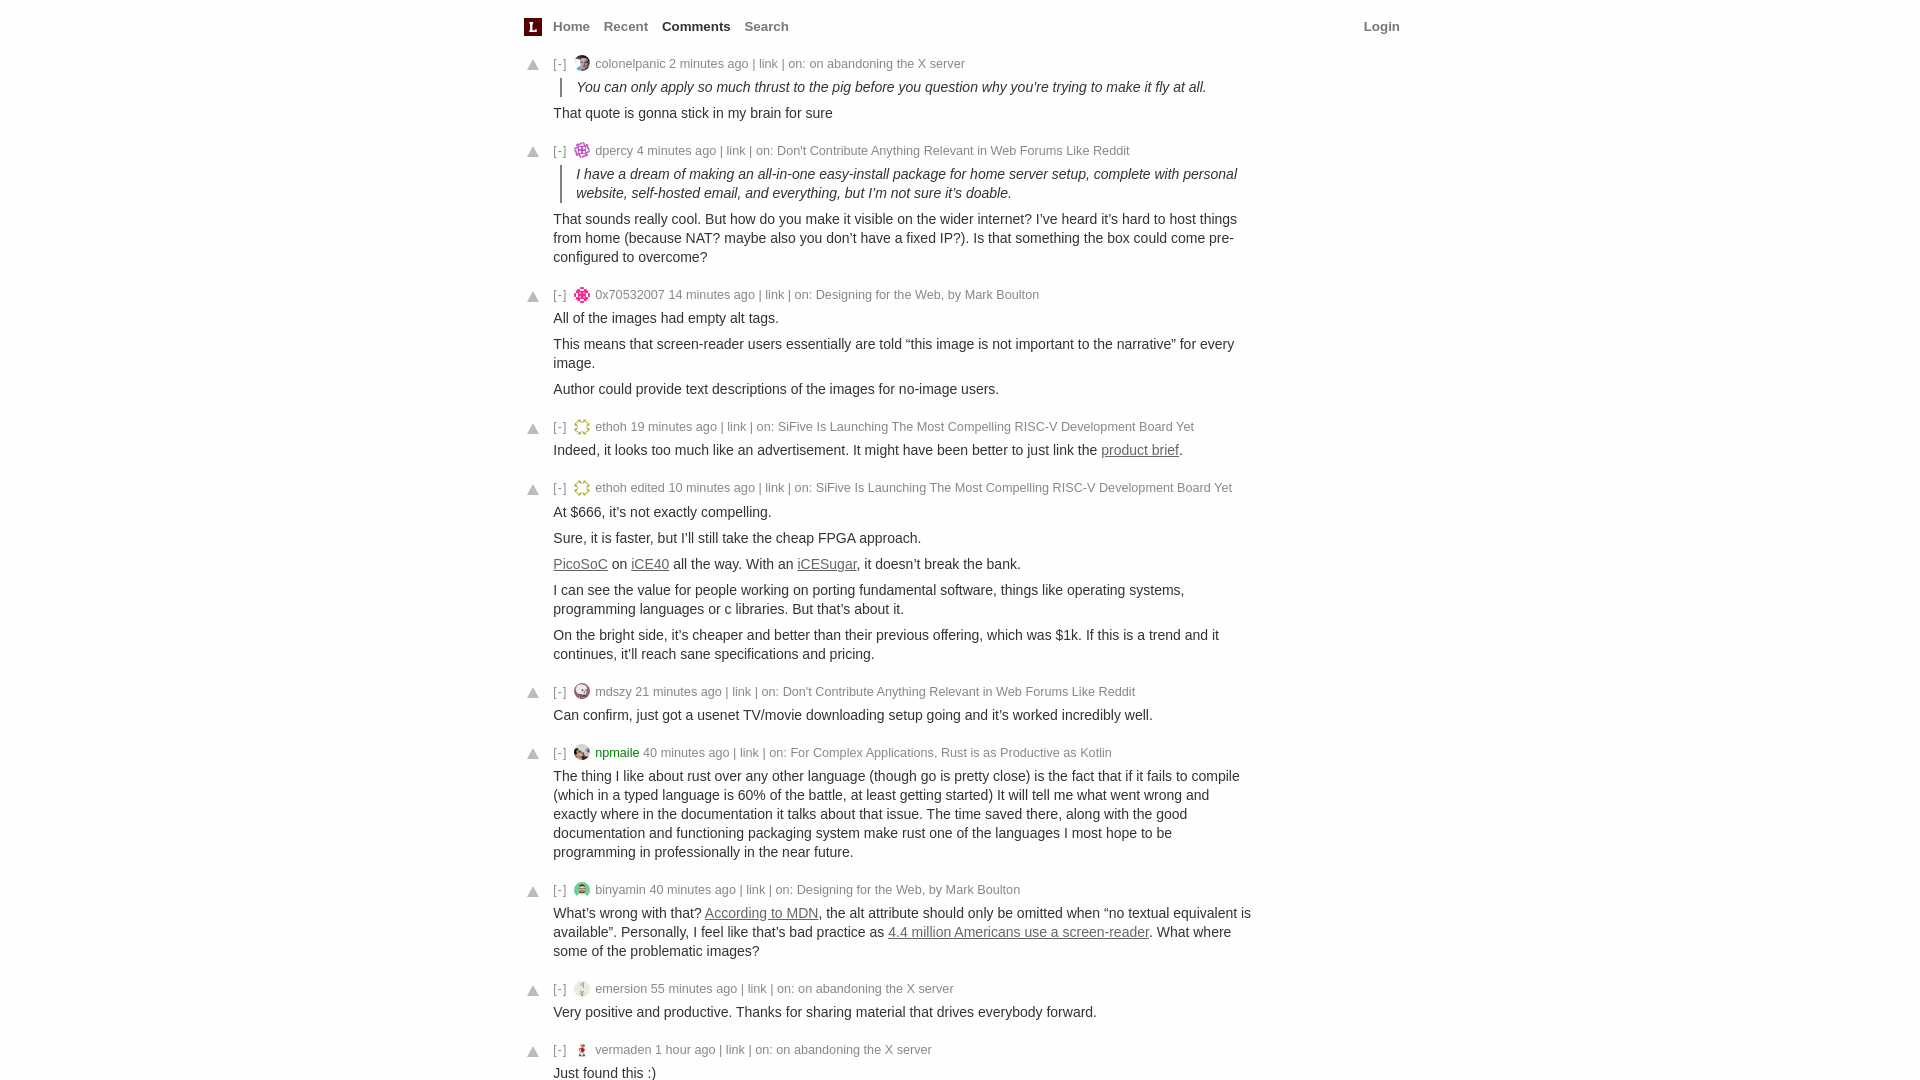 L Home Recent Comments Search Login
[-] colonelpanic 2 minutes ago | link | on: on abandoning the X server
You can only apply so much thrust to the pig before you question why you’re trying to make it fly at all.
That quote is gonna stick in my brain for sure
[-] dpercy 4 minutes ago | link | on: Don't Contribute Anything Relevant in Web Forums Like Reddit
I have a dream of making an all-in-one easy-install package for home server setup, complete with personal
website, self-hosted email, and everything, but I’m not sure it’s doable.
That sounds really cool. But how do you make it visible on the wider internet? I’ve heard it’s hard to host things
from home (because NAT? maybe also you don’t have a fixed IP?). Is that something the box could come pre-
configured to overcome?
[-] 0x70532007 14 minutes ago | link | on: Designing for the Web, by Mark Boulton
All of the images had empty alt tags.
This means that screen-reader users essentially are told “this image is not important to the narrative” for every
image.
Author could provide text descriptions of the images for no-image users.
[-] ethoh 19 minutes ago | link | on: SiFive Is Launching The Most Compelling RISC-V Development Board Yet
Indeed, it looks too much like an advertisement. It might have been better to just link the product brief.
[-] ethoh edited 10 minutes ago | link | on: SiFive Is Launching The Most Compelling RISC-V Development Board Yet
At $666, it’s not exactly compelling.
Sure, it is faster, but I’ll still take the cheap FPGA approach.
PicoSoC on iCE40 all the way. With an iCESugar, it doesn’t break the bank.
I can see the value for people working on porting fundamental software, things like operating systems,
programming languages or c libraries. But that’s about it.
On the bright side, it’s cheaper and better than their previous offering, which was $1k. If this is a trend and it
continues, it’ll reach sane specifications and pricing.
[-] mdszy 21 minutes ago | link | on: Don't Contribute Anything Relevant in Web Forums Like Reddit
Can confirm, just got a usenet TV/movie downloading setup going and it’s worked incredibly well.
[-] npmaile 40 minutes ago | link | on: For Complex Applications, Rust is as Productive as Kotlin
The thing I like about rust over any other language (though go is pretty close) is the fact that if it fails to compile
(which in a typed language is 60% of the battle, at least getting started) It will tell me what went wrong and
exactly where in the documentation it talks about that issue. The time saved there, along with the good
documentation and functioning packaging system make rust one of the languages I most hope to be
programming in professionally in the near future.
[-] binyamin 40 minutes ago | link | on: Designing for the Web, by Mark Boulton
What’s wrong with that? According to MDN, the alt attribute should only be omitted when “no textual equivalent is
available”. Personally, I feel like that’s bad practice as 4.4 million Americans use a screen-reader. What where
some of the problematic images?
[-] emersion 55 minutes ago | link | on: on abandoning the X server
Very positive and productive. Thanks for sharing material that drives everybody forward.
[-] vermaden 1 hour ago | link | on: on abandoning the X server
Just found this :)